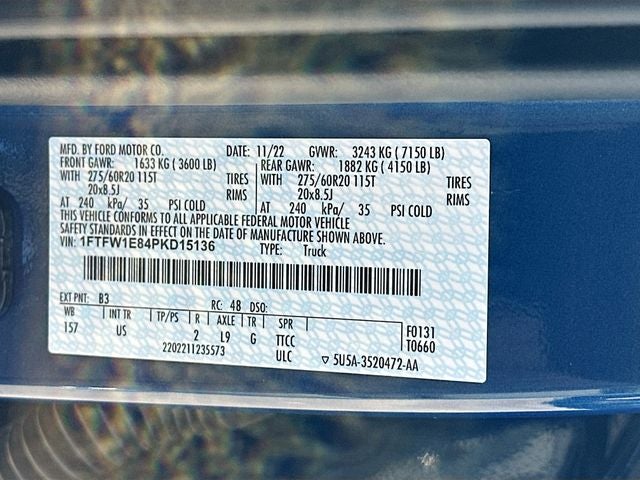 MFD. BY FORD MOTOR CO. DATE: 11/22 GVWR: 3243 KG ( 7150 LB)
FRONT GAWR: 1633 KG ( 3600 LB) REAR GAWR: 1882 KG ( 4150 LB)
WITH 275/60R20 115T TIRES WITH 275/60R20 115T TIRES
20x8.5J RIMS 20x8.5J RIMS
AT 240 kPa/ 35 PSI COLD AT 240 kPa/ 35 PSI COLD
THIS VEHICLE CONFORMS TO ALL APPLICABLE FEDERAL MOTOR VEHICLE
SAFETY STANDARDS IN EFFECT ON THE DATE OF MANUFACTURE SHOWN ABOVE.
VIN: 1FTFW1E84PKD15136 TYPE: Truck
EXT PNT: B3 RC: 48 DSO:
WB INT TR TP/PS R AXLE TR SPR F0131
157 US 2 L9 G TTCC T0660
2202211235573 ULC ▽ 5U5A-3520472-AA